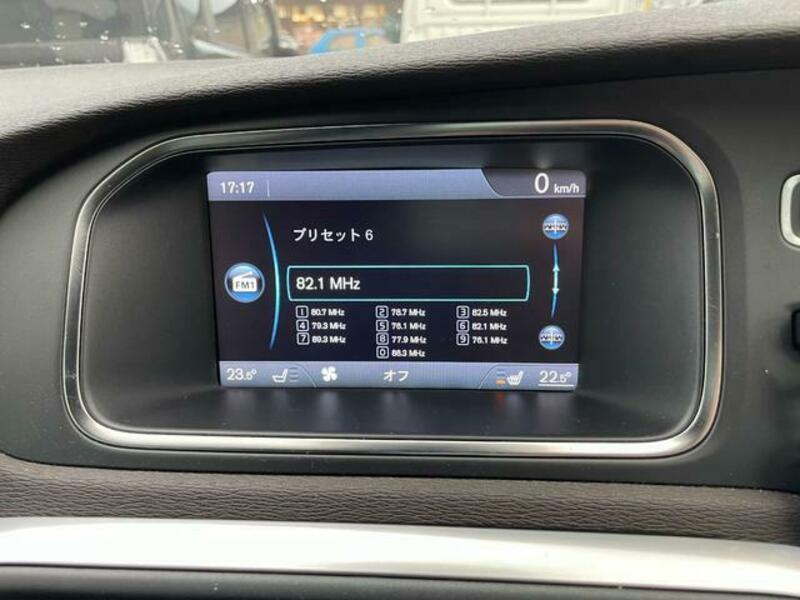 17:17 0 km/h
プリセット 6
FM1
82.1 MHz
1 80.7 MHz 2 78.7 MHz 3 82.5 MHz
4 79.3 MHz 5 76.1 MHz 6 82.1 MHz
7 89.3 MHz 8 77.9 MHz 9 76.1 MHz
0 88.3 MHz
23.5° オフ 22.5°